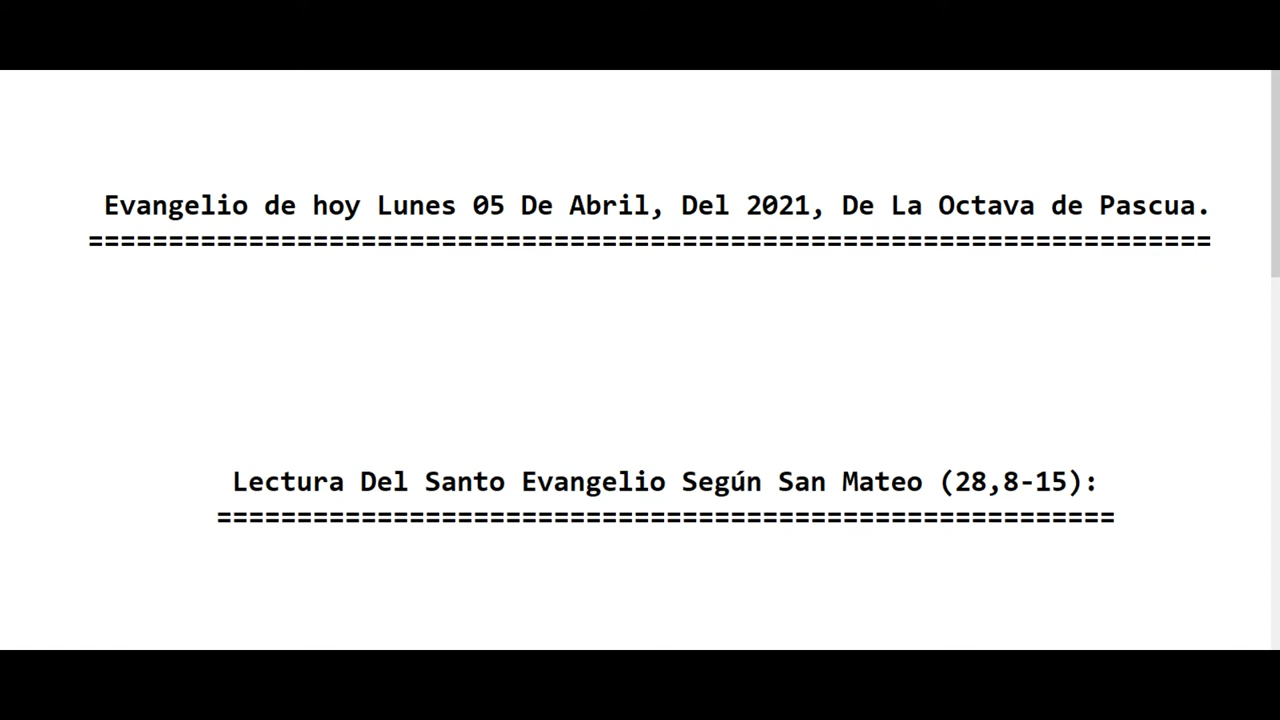 Evangelio de hoy Lunes 05 De Abril, Del 2021, De La Octava de Pascua.
======================================================================
Lectura Del Santo Evangelio Según San Mateo (28,8-15):
========================================================